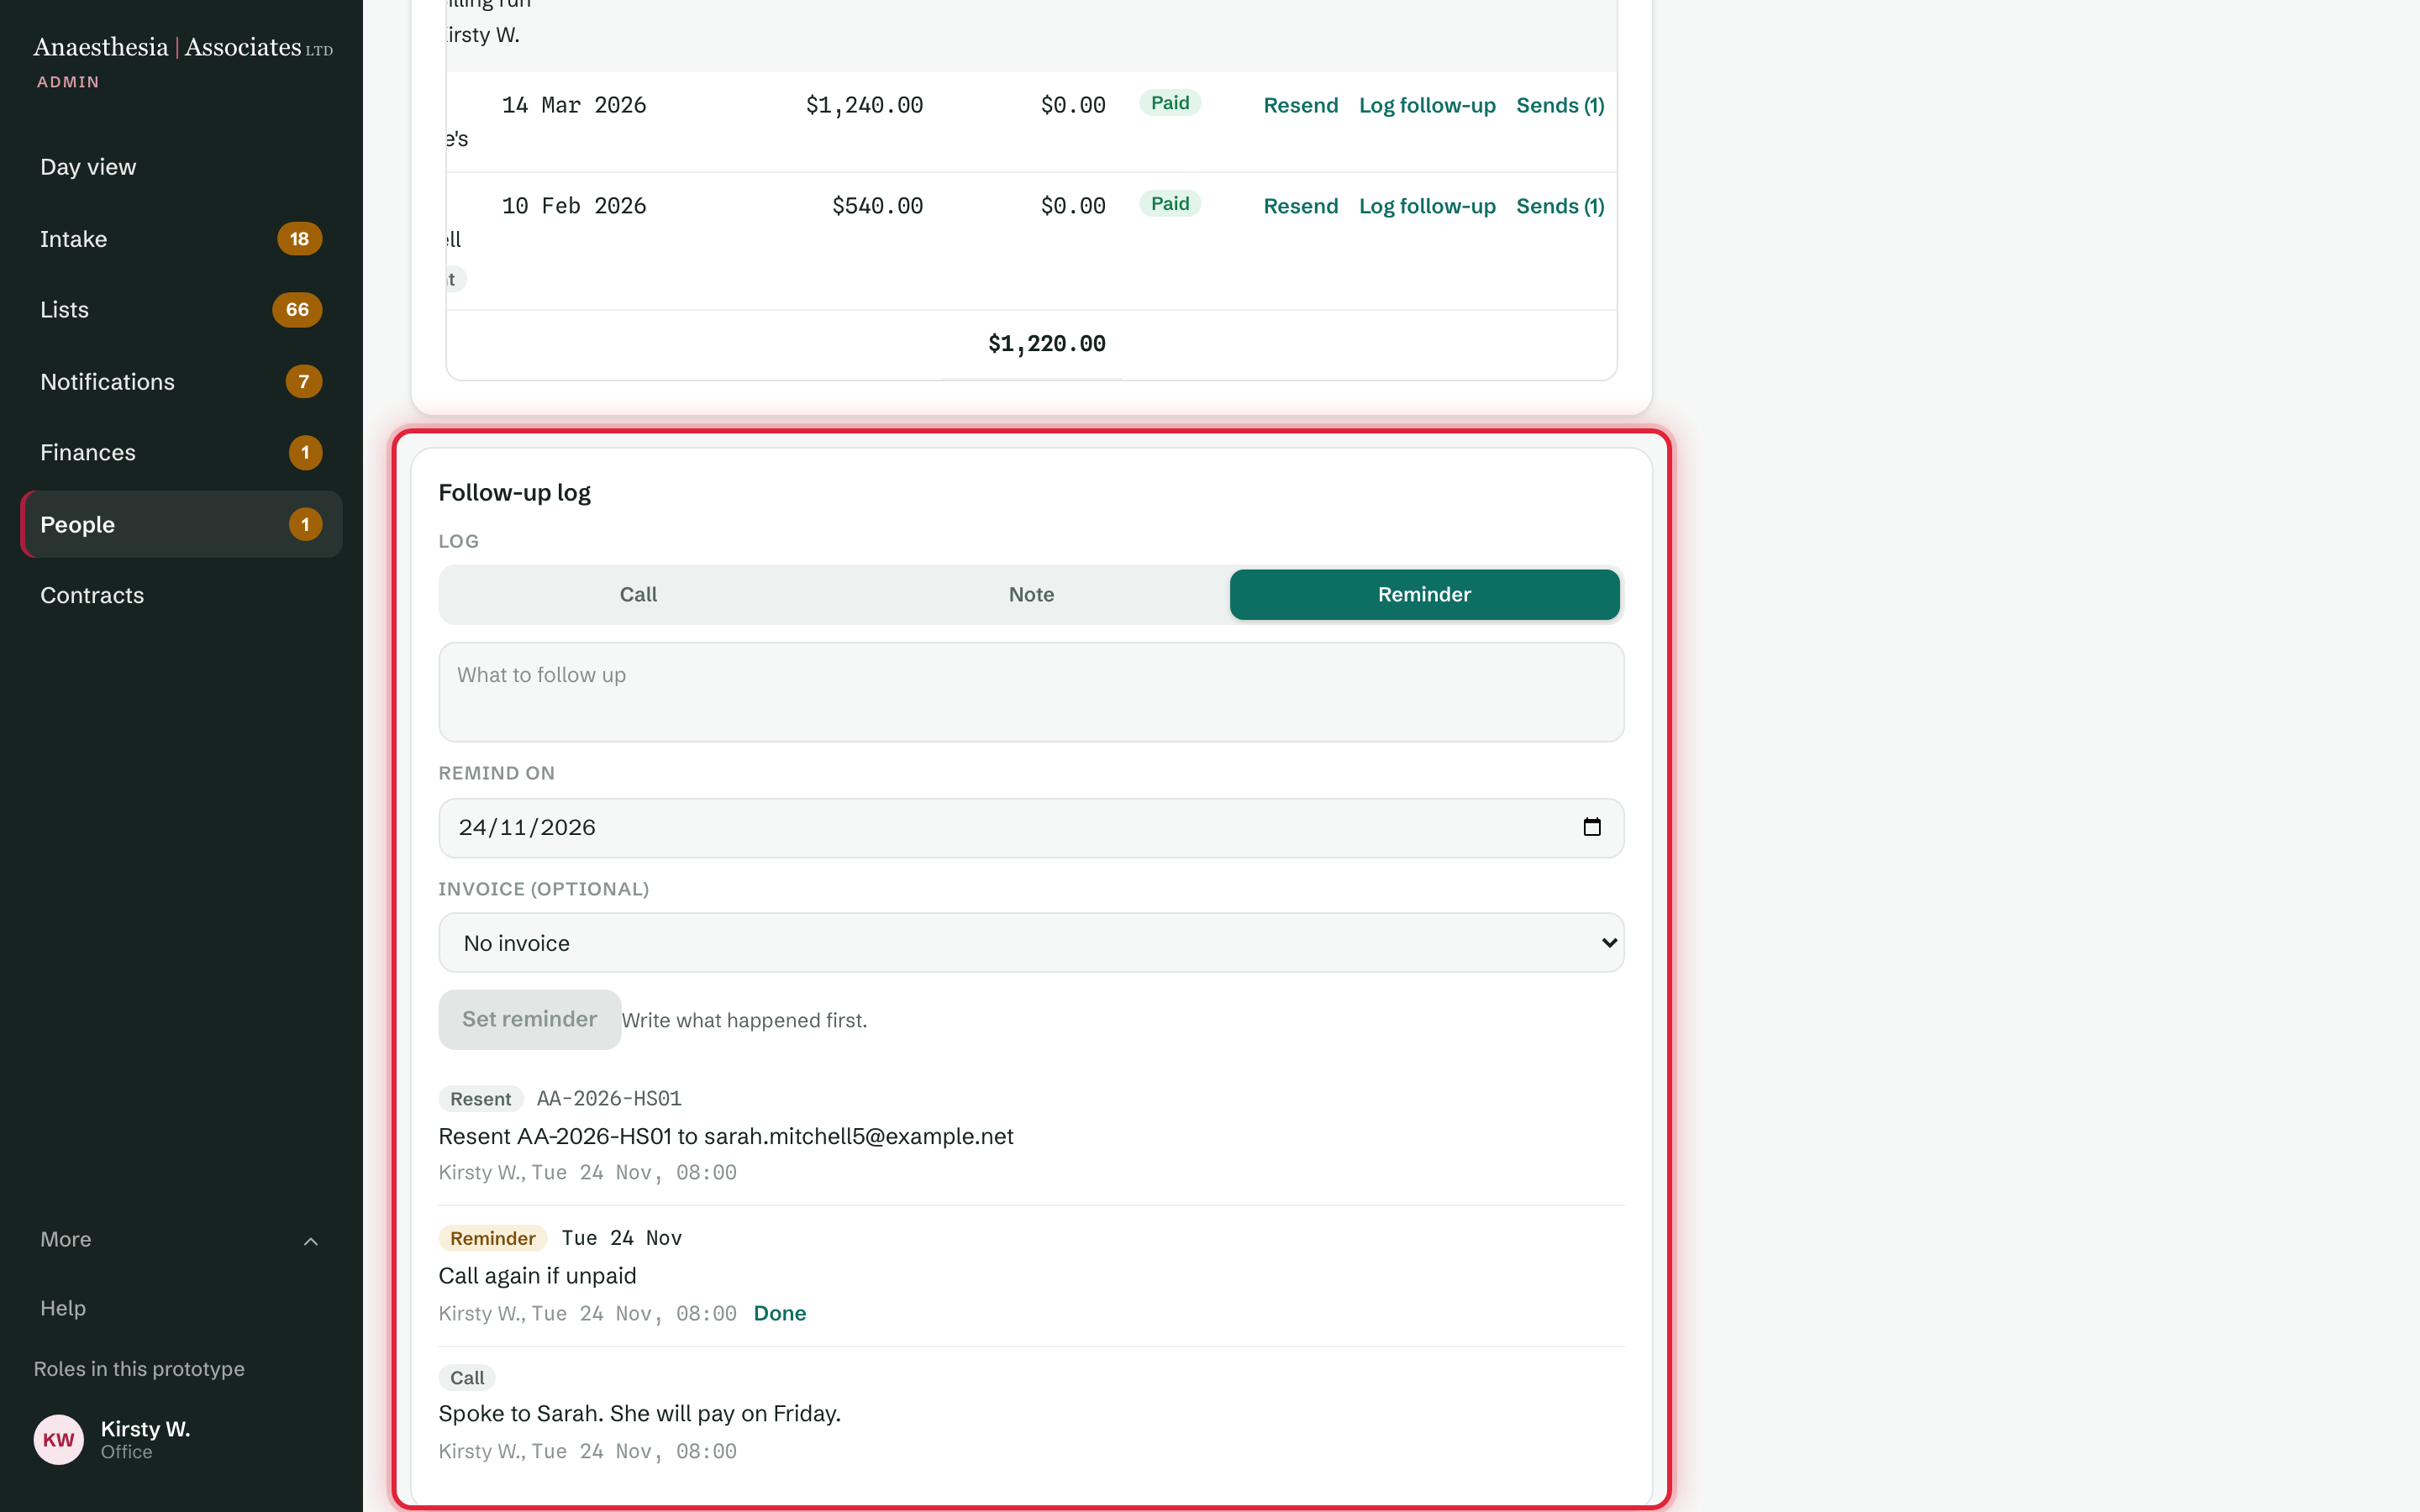 Anaesthesia | Associates LTD
ADMIN
Day view
Intake 18
Lists 66
Notifications 7
Finances 1
People 1
Contracts
More
Help
Roles in this prototype
KW Kirsty W.
Office
Kirsty W.
14 Mar 2026 $1,240.00 $0.00 Paid Resend Log follow-up Sends (1)
e's
10 Feb 2026 $540.00 $0.00 Paid Resend Log follow-up Sends (1)
ell
t
$1,220.00
Follow-up log
LOG
Call Note Reminder
What to follow up
REMIND ON
24/11/2026
INVOICE (OPTIONAL)
No invoice
Set reminder Write what happened first.
Resent AA-2026-HS01
Resent AA-2026-HS01 to sarah.mitchell5@example.net
Kirsty W., Tue 24 Nov, 08:00
Reminder Tue 24 Nov
Call again if unpaid
Kirsty W., Tue 24 Nov, 08:00 Done
Call
Spoke to Sarah. She will pay on Friday.
Kirsty W., Tue 24 Nov, 08:00